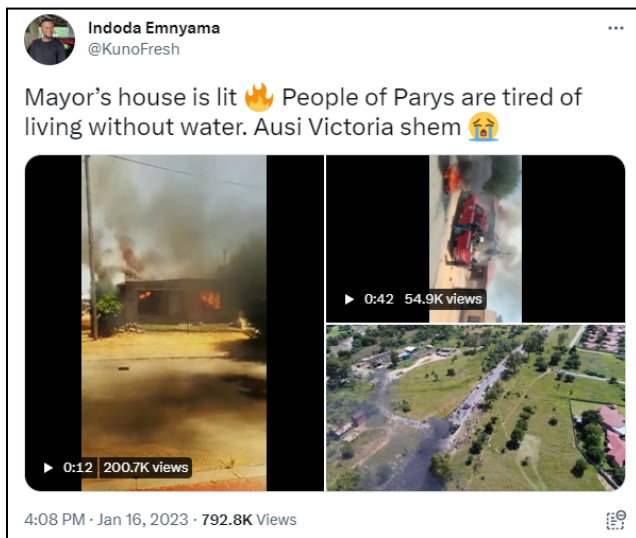 Indoda Emnyama
@KunoFresh
Mayor's house is lit 🔥 People of Parys are tired of
living without water. Ausi Victoria shem 😭
0:12 200.7K views
0:42 54.9K views
4:08 PM · Jan 16, 2023 · 792.8K Views